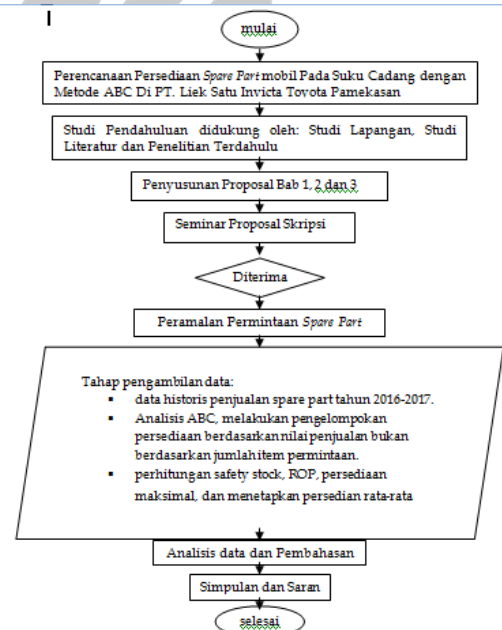 mulai
Perencanaan Persediaan Spare Part mobil Pada Suku Cadang dengan
Metode ABC Di PT. Liek Satu Invicta Toyota Pamekasan
Studi Pendahuluan didukung oleh: Studi Lapangan, Studi
Literatur dan Penelitian Terdahulu
Penyusunan Proposal Bab 1, 2 dan 3
Seminar Proposal Skripsi
Diterima
Peramalan Permintaan Spare Part
Tahap pengambilan data:
▪ data historis penjualan spare part tahun 2016-2017.
▪ Analisis ABC, melakukan pengelompokan
persediaan berdasarkan nilai penjualan bukan
berdasarkan jumlah item permintaan.
▪ perhitungan safety stock, ROP, persediaan
maksimal, dan menetapkan persedian rata-rata
Analisis data dan Pembahasan
Simpulan dan Saran
selesai